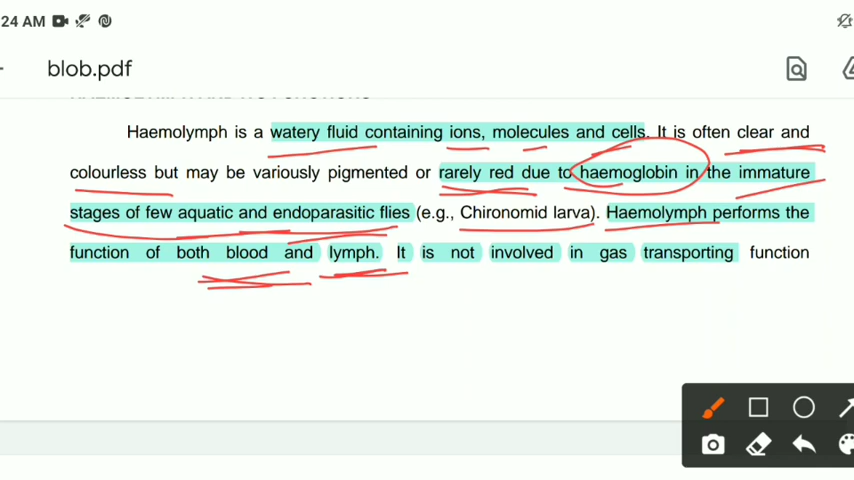 24 AM
blob.pdf
Haemolymph is a watery fluid containing ions, molecules and cells. It is often clear and
colourless but may be variously pigmented or rarely red due to haemoglobin in the immature
stages of few aquatic and endoparasitic flies (e.g., Chironomid larva). Haemolymph performs the
function of both blood and lymph. It is not involved in gas transporting function